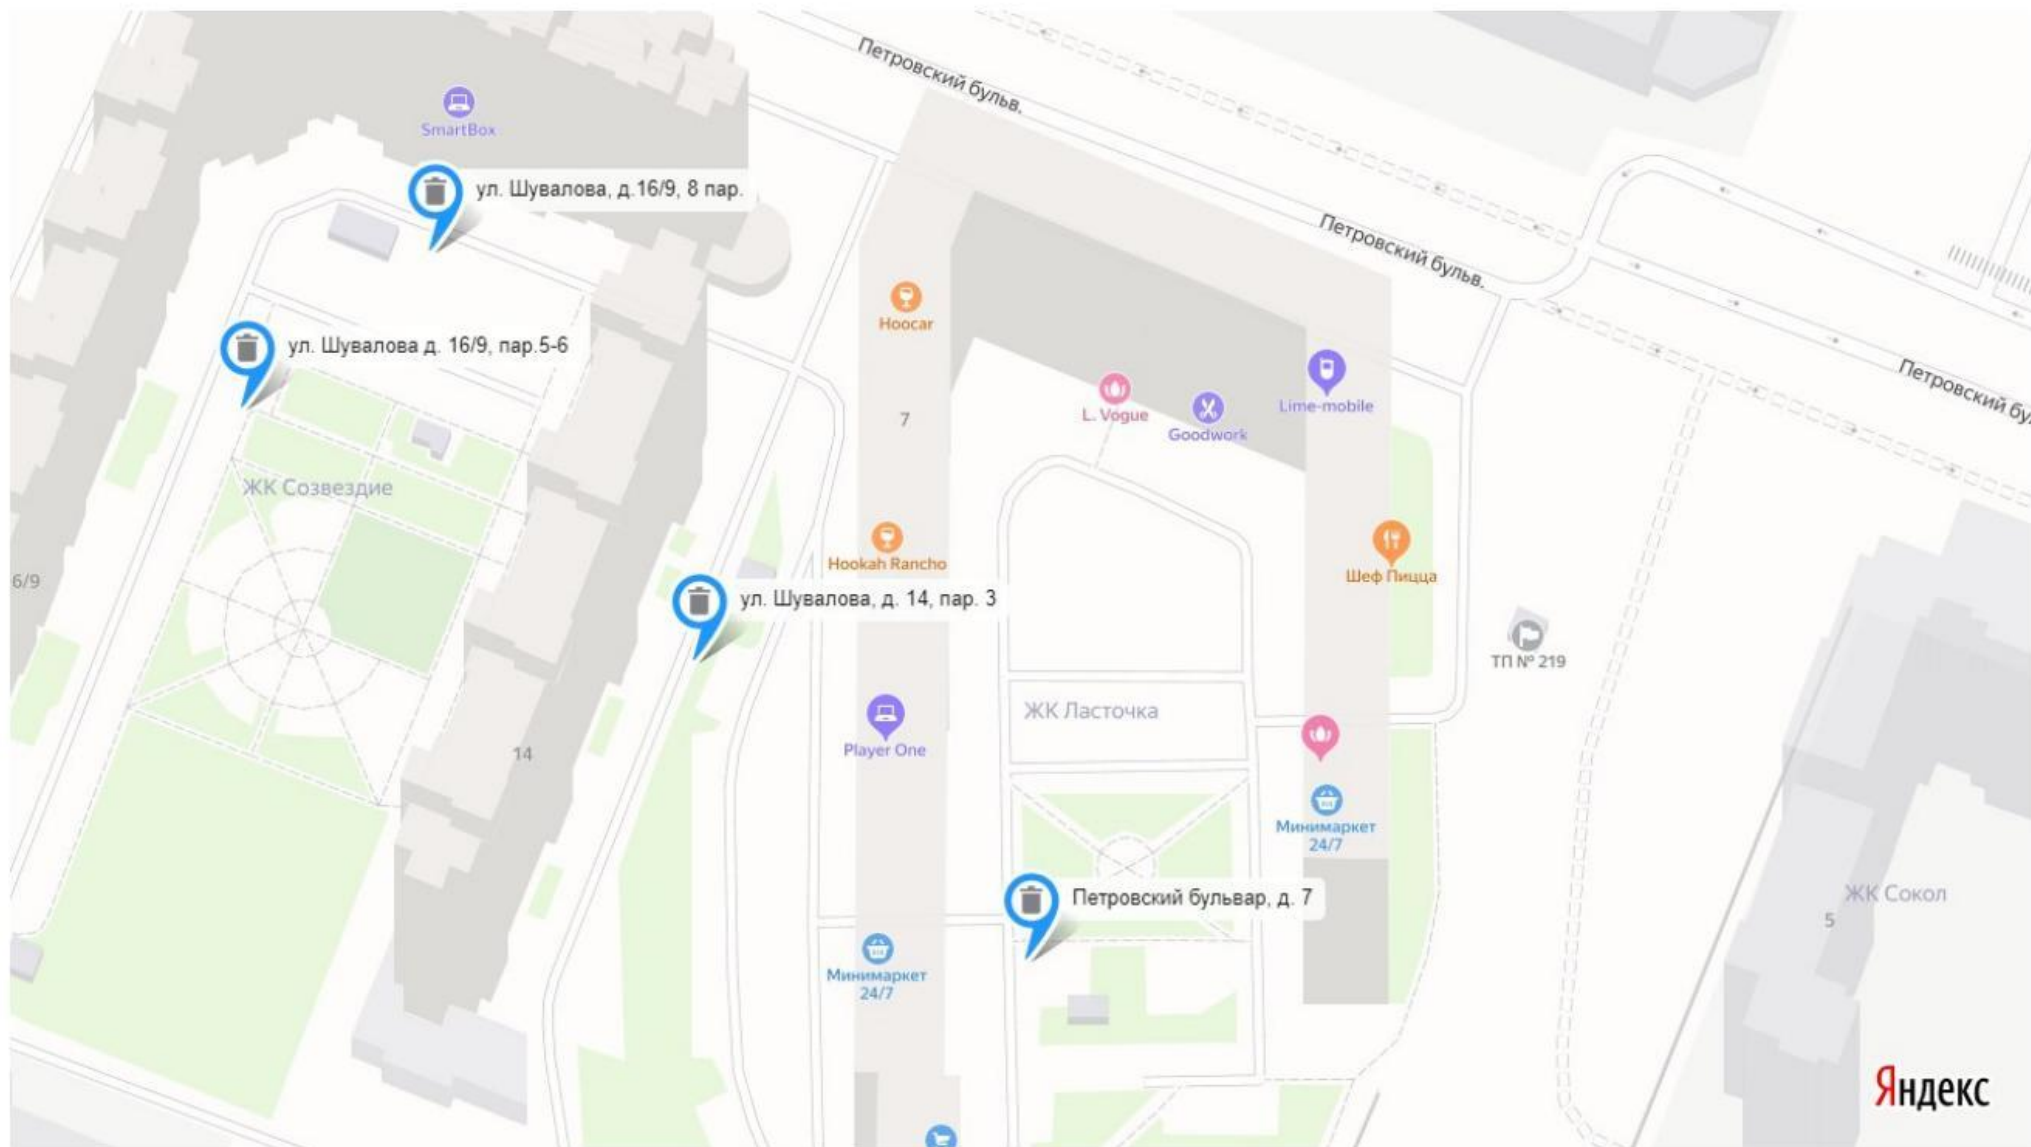 Петровский бульв.
SmartBox
ул. Шувалова, д.16/9, 8 пар.
Петровский бульв.
Hoocar
ул. Шувалова д. 16/9, пар.5-6
Петровский бу
L. Vogue
Goodwork
Lime-mobile
7
ЖК Созвездие
Hookah Rancho
Шеф Пицца
6/9
ул. Шувалова, д. 14, пар. 3
ТП № 219
ЖК Ласточка
Player One
14
Минимаркет
24/7
Петровский бульвар, д. 7
ЖК Сокол
5
Минимаркет
24/7
Яндекс